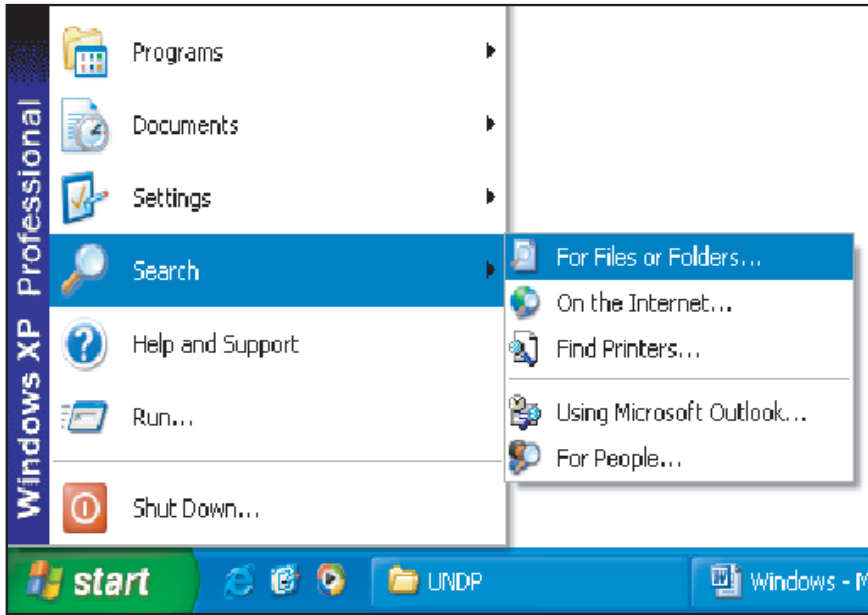 Windows XP Professional
Programs
Documents
Settings
Search
Help and Support
Run...
Shut Down...
For Files or Folders...
On the Internet...
Find Printers...
Using Microsoft Outlook...
For People...
start
UNDP
Windows - M